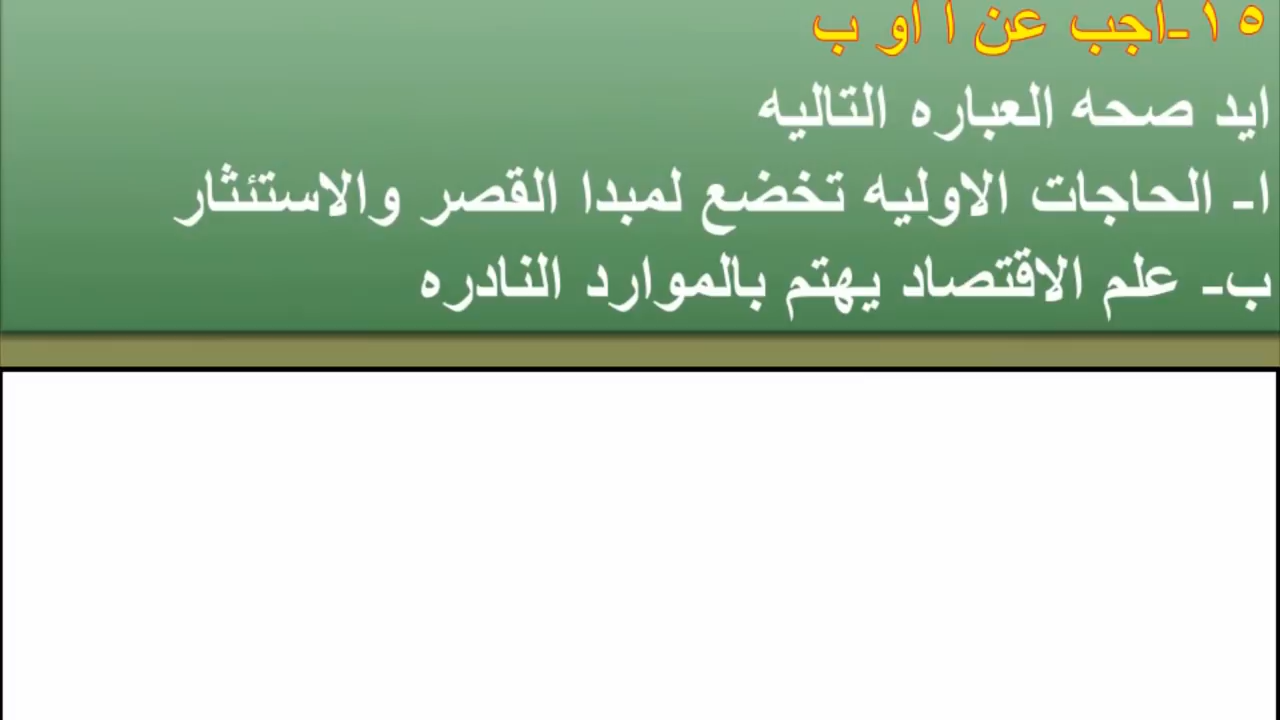 ١٥-اجب عن ا او ب
ايد صحه العباره التاليه
ا- الحاجات الاوليه تخضع لمبدا القصر والاستئثار
ب- علم الاقتصاد يهتم بالموارد النادره